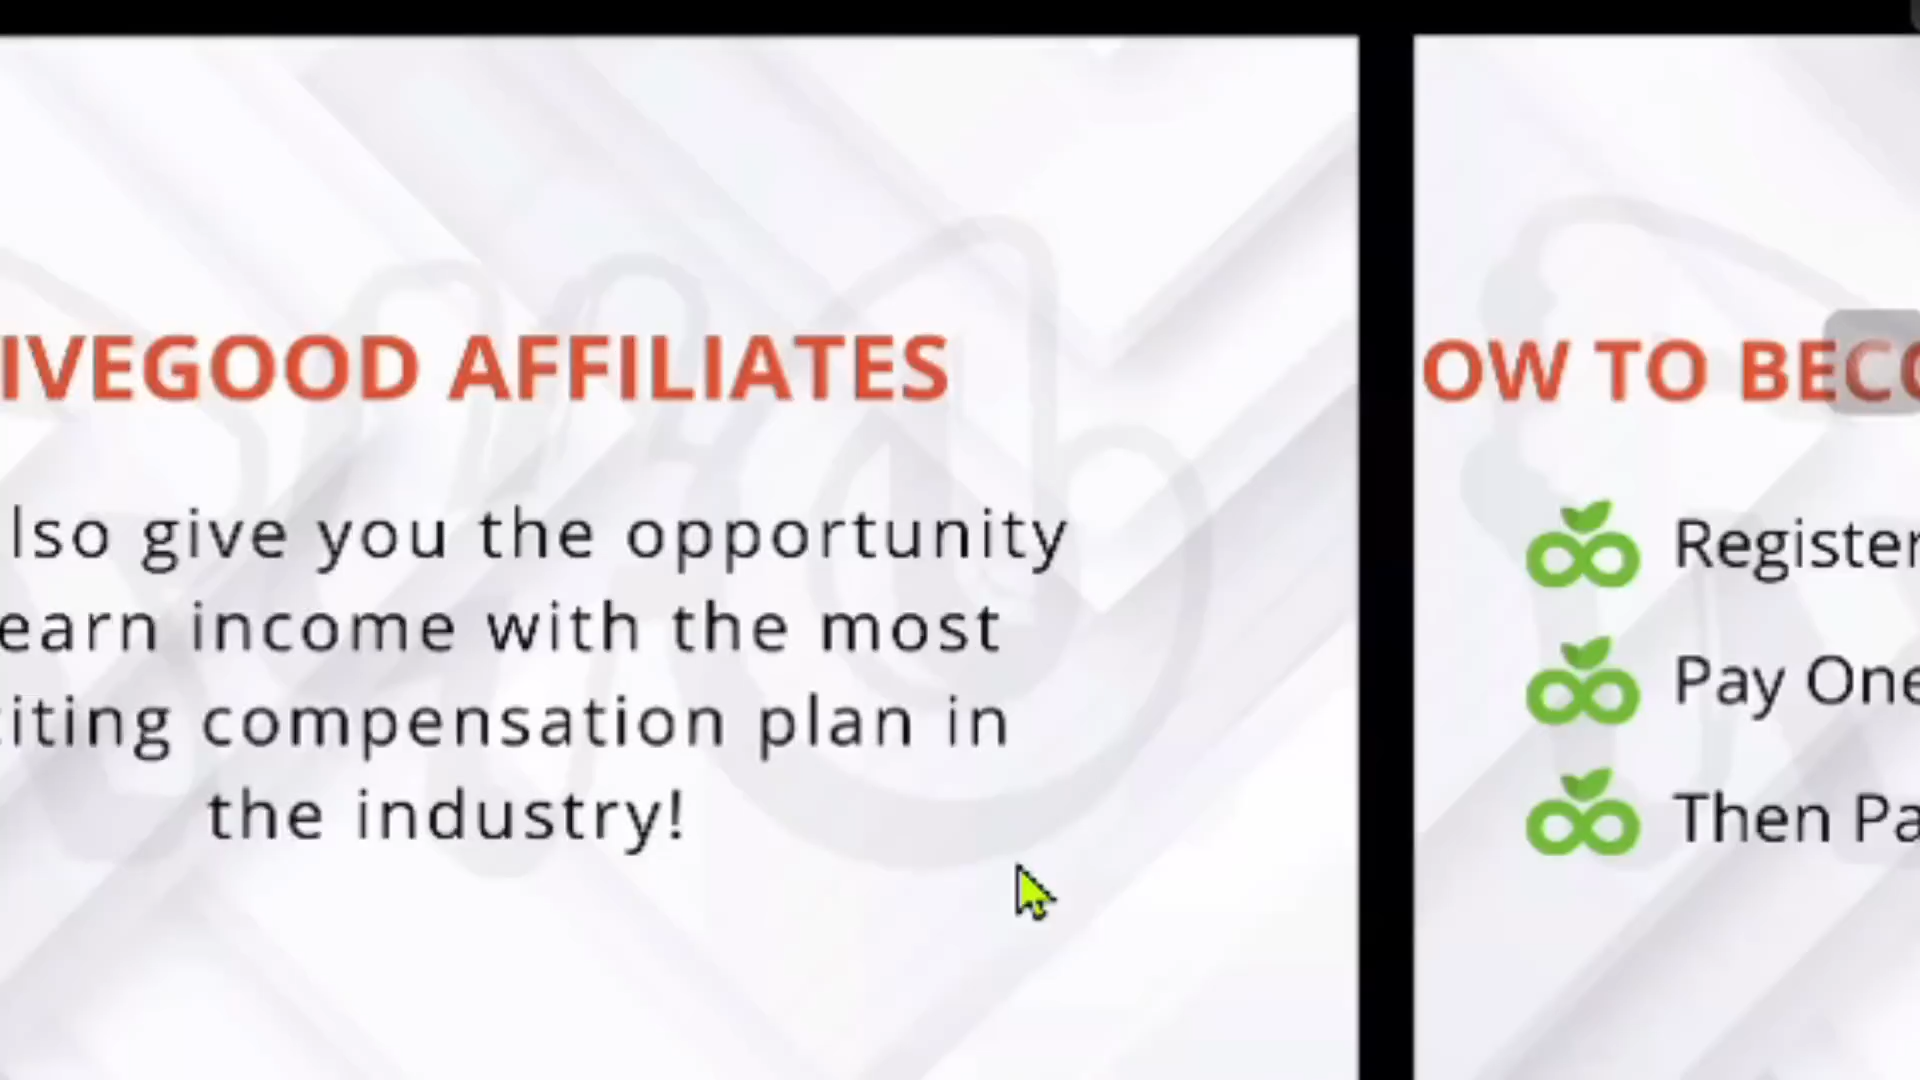 IVEGOOD AFFILIATES
lso give you the opportunity
earn income with the most
iting compensation plan in
the industry!
OW TO BECO
Register
Pay One
Then Pa